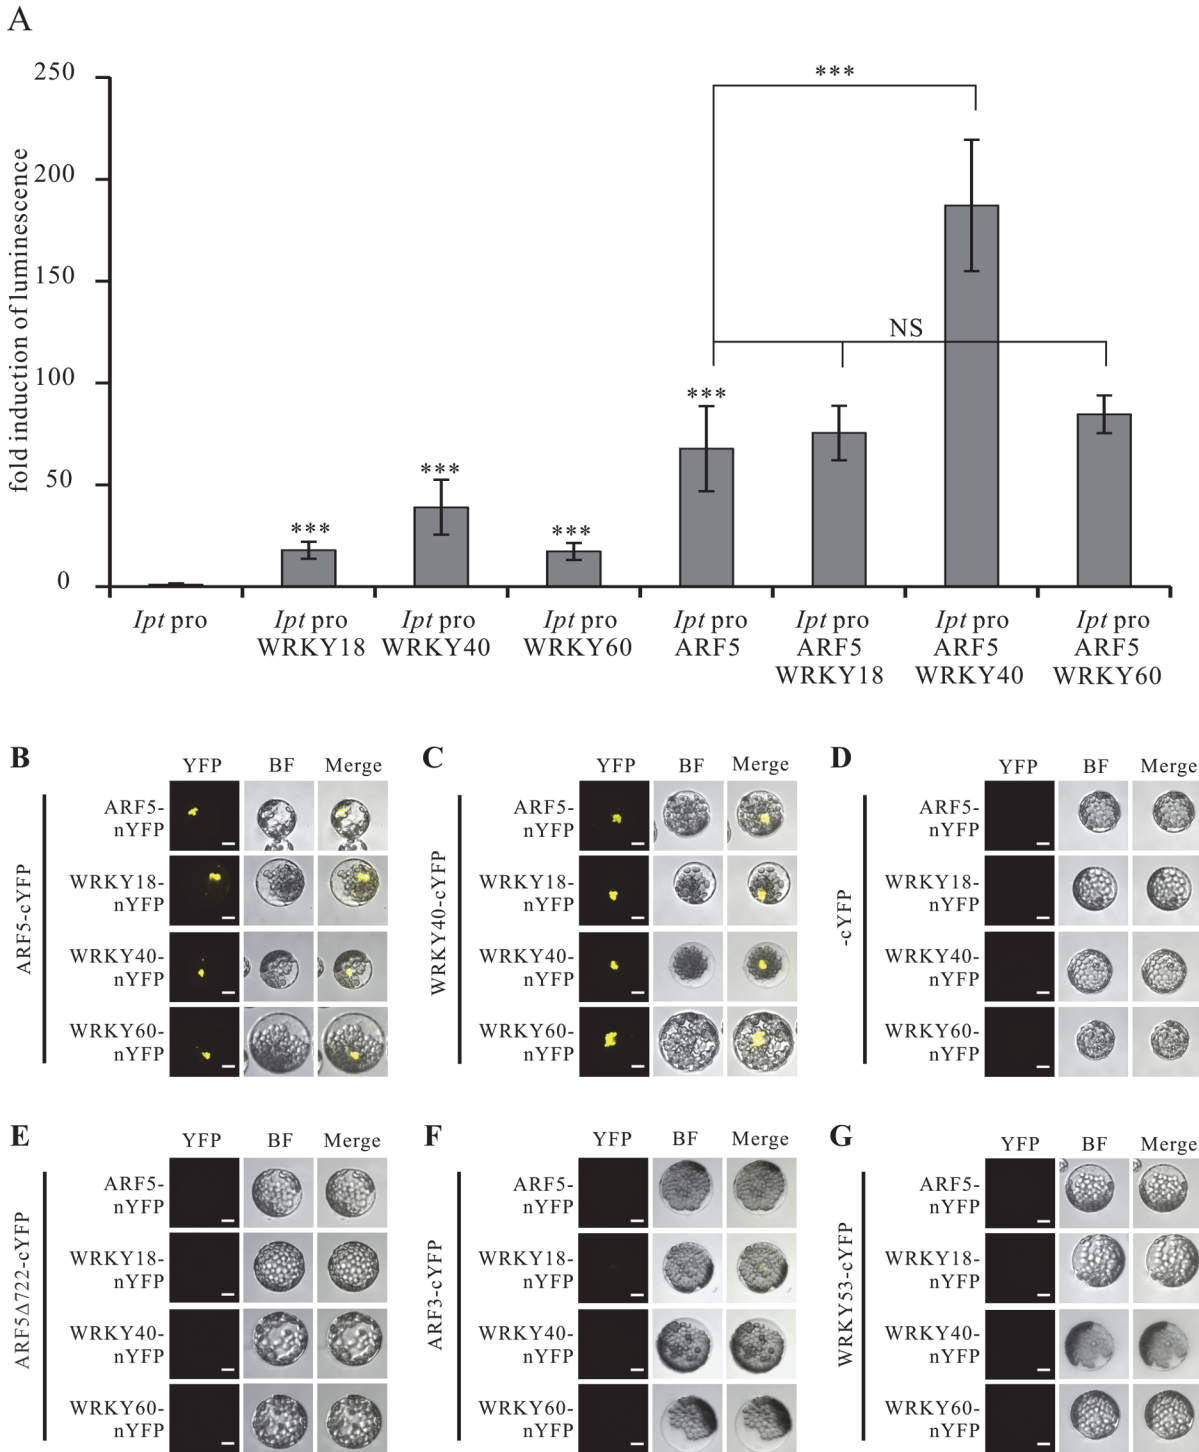 A
250
200
150
100
50
0
fold induction of luminescence
***
***
***
***
***
NS
Ipt pro
Ipt pro
WRKY18
Ipt pro
WRKY40
Ipt pro
WRKY60
Ipt pro
ARF5
Ipt pro
ARF5
WRKY18
Ipt pro
ARF5
WRKY40
Ipt pro
ARF5
WRKY60
B
YFP BF Merge
ARF5-cYFP
ARF5-
nYFP
WRKY18-
nYFP
WRKY40-
nYFP
WRKY60-
nYFP
C
YFP BF Merge
WRKY40-cYFP
ARF5-
nYFP
WRKY18-
nYFP
WRKY40-
nYFP
WRKY60-
nYFP
D
YFP BF Merge
-cYFP
ARF5-
nYFP
WRKY18-
nYFP
WRKY40-
nYFP
WRKY60-
nYFP
E
YFP BF Merge
ARF5Δ722-cYFP
ARF5-
nYFP
WRKY18-
nYFP
WRKY40-
nYFP
WRKY60-
nYFP
F
YFP BF Merge
ARF3-cYFP
ARF5-
nYFP
WRKY18-
nYFP
WRKY40-
nYFP
WRKY60-
nYFP
G
YFP BF Merge
WRKY53-cYFP
ARF5-
nYFP
WRKY18-
nYFP
WRKY40-
nYFP
WRKY60-
nYFP